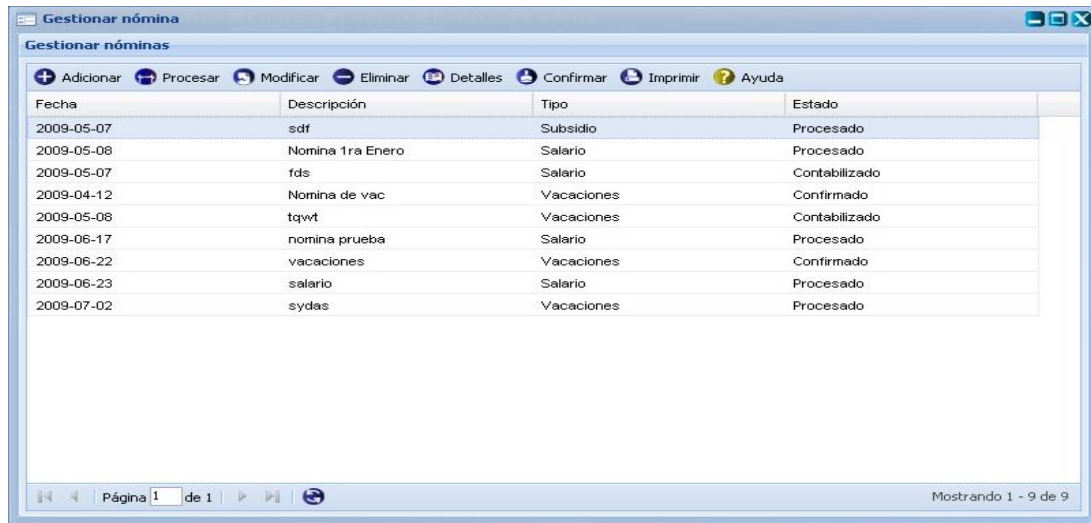 Gestionar nómina
Gestionar nóminas
Adicionar Procesar Modificar Eliminar Detalles Confirmar Imprimir Ayuda
Fecha Descripción Tipo Estado
2009-05-07 sdf Subsidio Procesado
2009-05-08 Nomina 1ra Enero Salario Procesado
2009-05-07 fds Salario Contabilizado
2009-04-12 Nomina de vac Vacaciones Confirmado
2009-05-08 tqwt Vacaciones Contabilizado
2009-06-17 nomina prueba Salario Procesado
2009-06-22 vacaciones Vacaciones Confirmado
2009-06-23 salario Salario Procesado
2009-07-02 sydas Vacaciones Procesado
Página 1 de 1 Mostrando 1 - 9 de 9